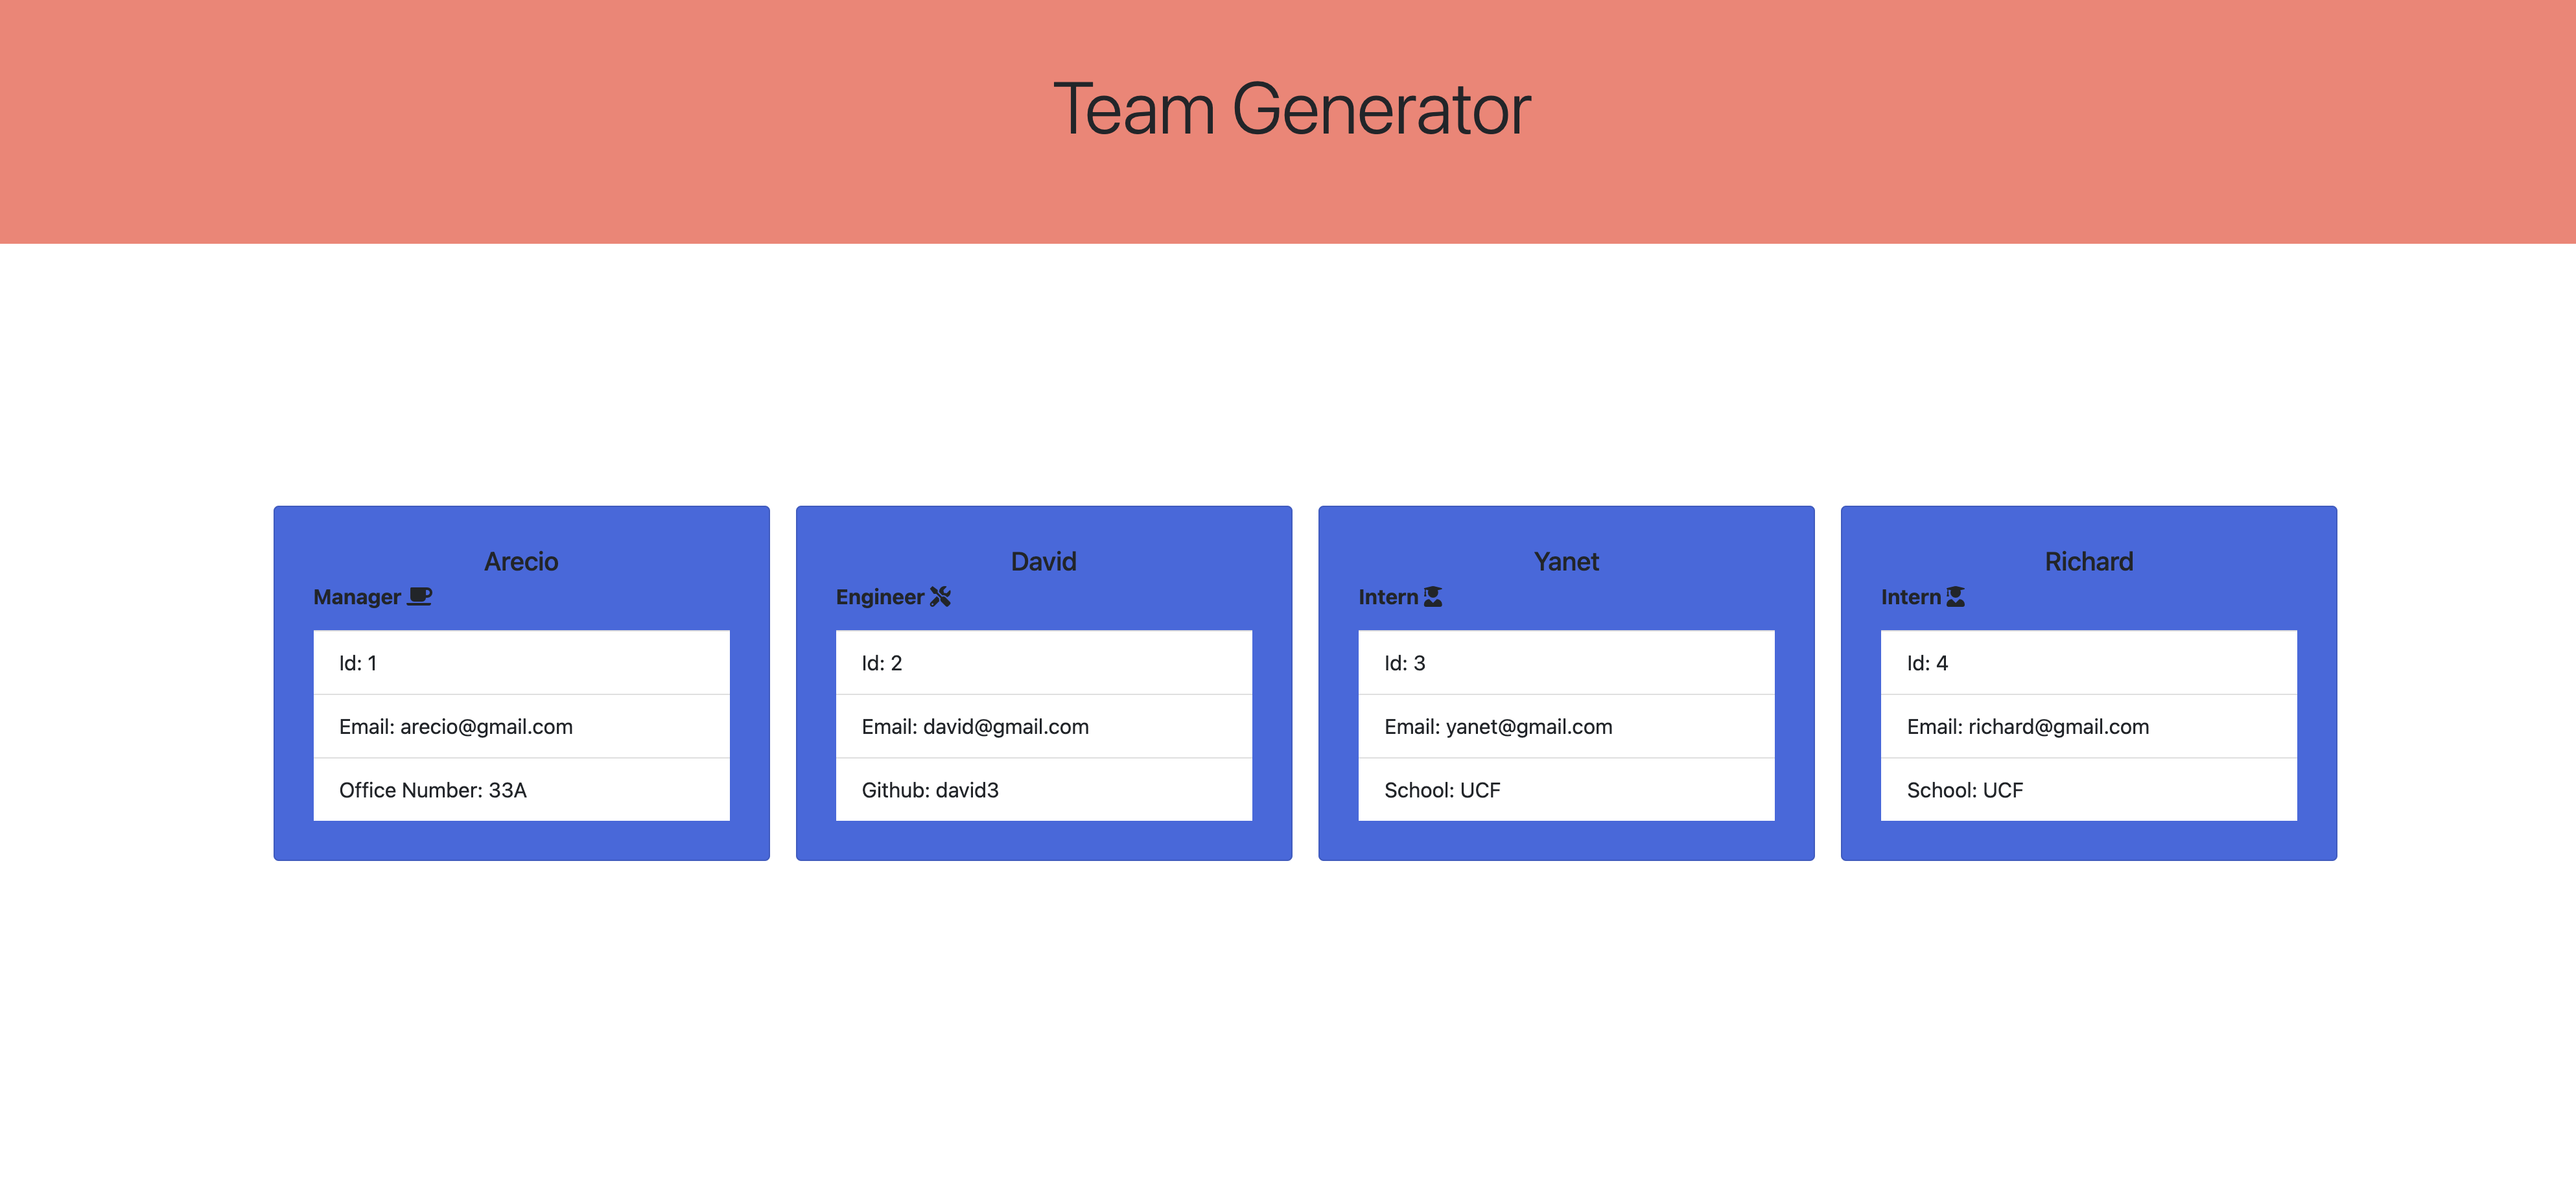 Team Generator
Arecio
Manager
Id: 1
Email: arecio@gmail.com
Office Number: 33A
David
Engineer
Id: 2
Email: david@gmail.com
Github: david3
Yanet
Intern
Id: 3
Email: yanet@gmail.com
School: UCF
Richard
Intern
Id: 4
Email: richard@gmail.com
School: UCF